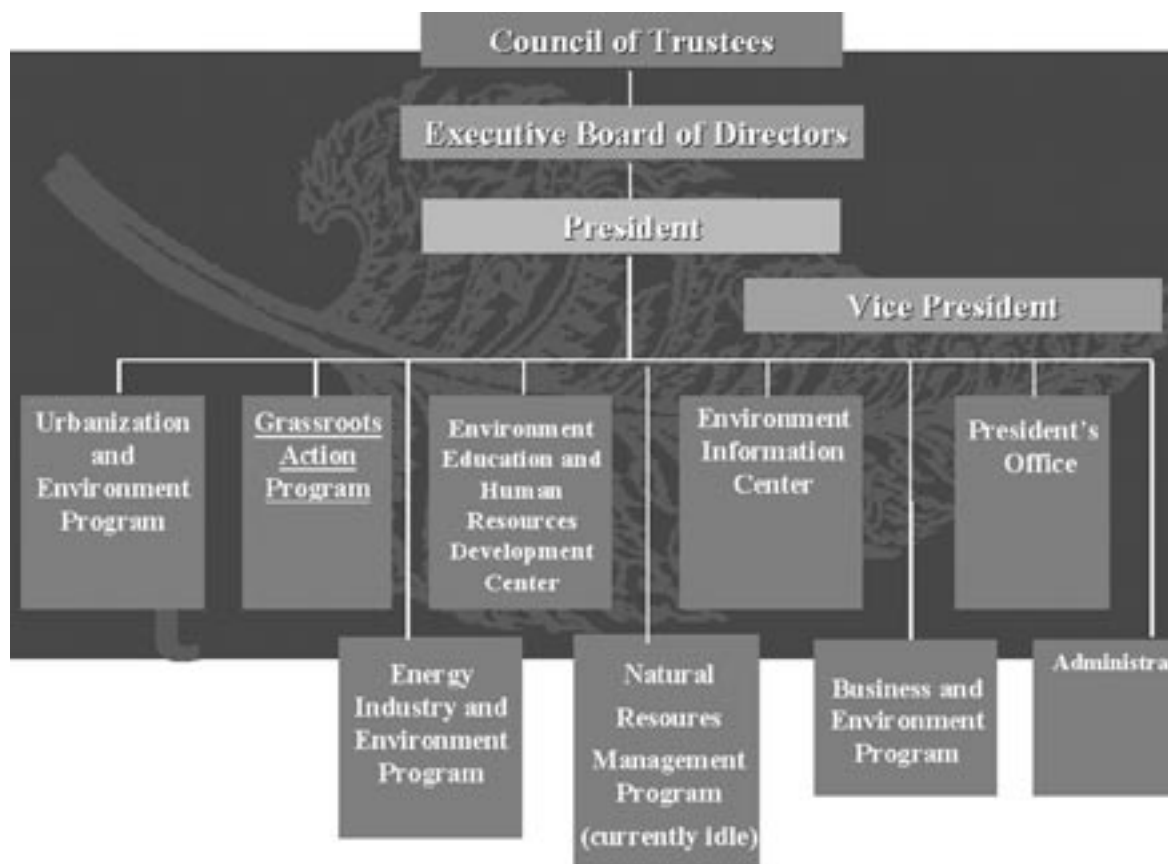 Council of Trustees
Executive Board of Directors
President
Vice President
Urbanization
and
Environment
Program
Grassroots
Action
Program
Environment
Education and
Human
Resources
Development
Center
Environment
Information
Center
President's
Office
Energy
Industry and
Environment
Program
Natural
Resoures
Management
Program
(currently idle)
Business and
Environment
Program
Administra